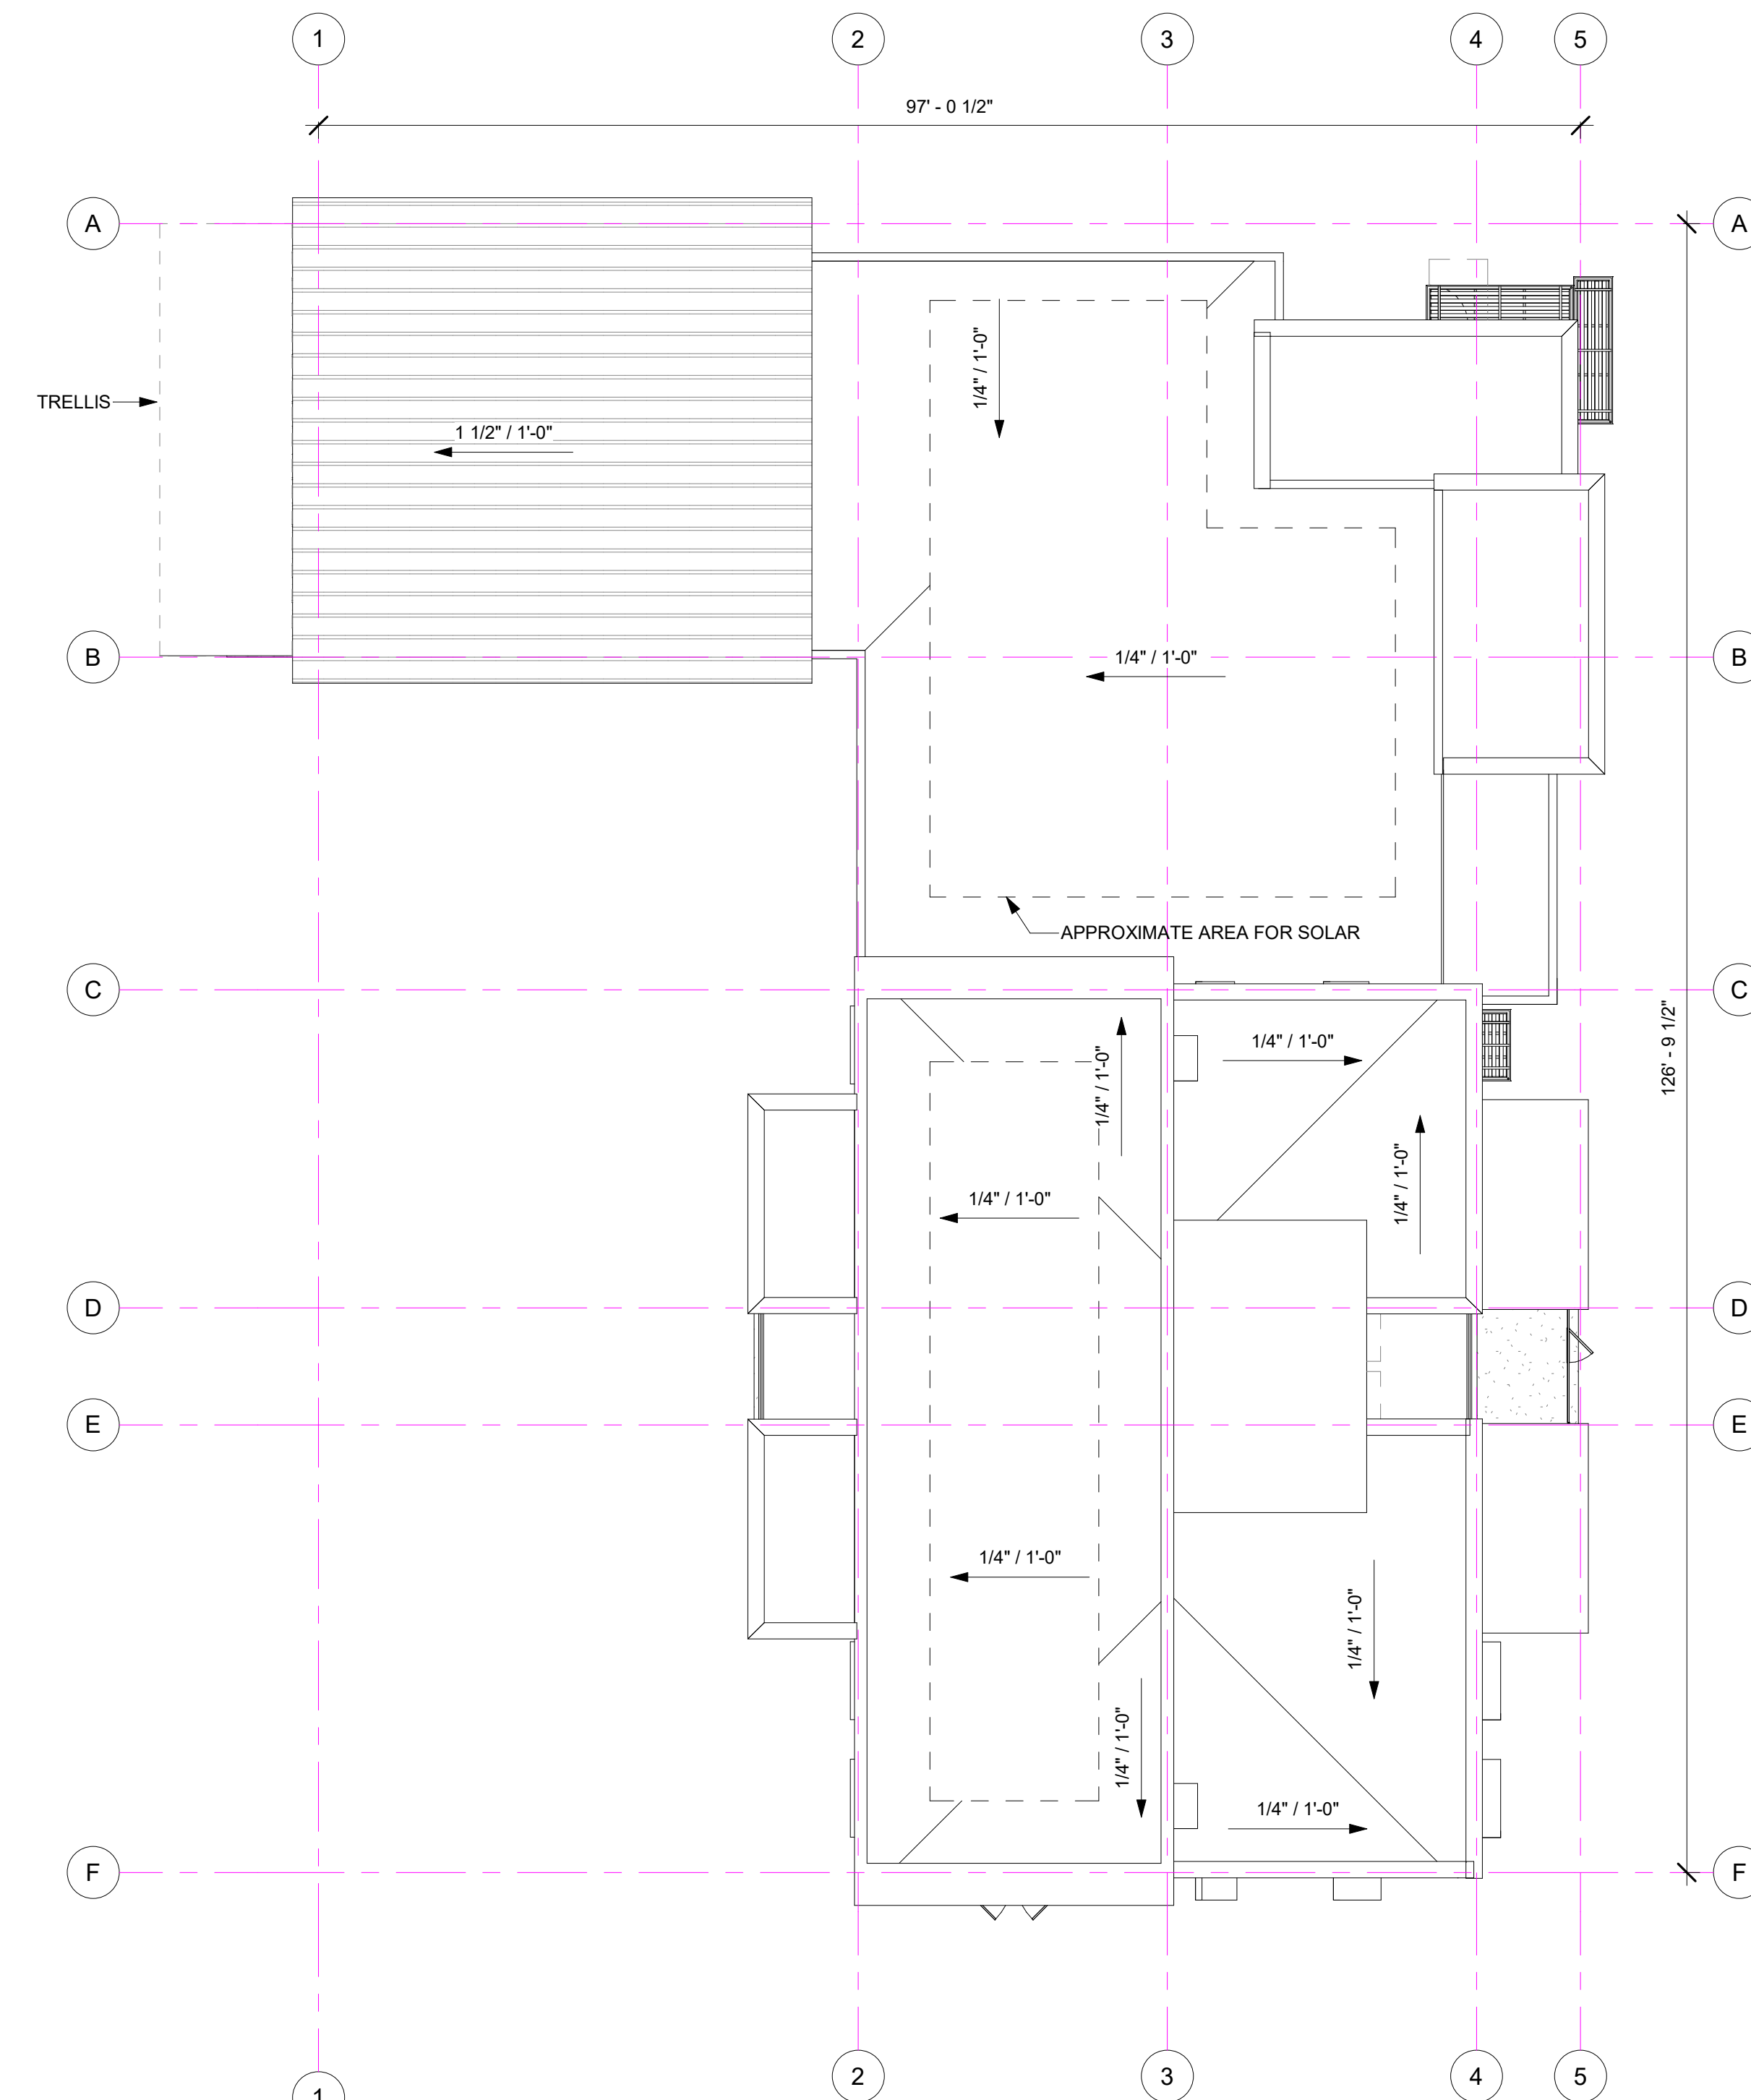 1
2
3
4
5
97' - 0 1/2"
A
A
1/4" / 1'-0"
TRELLIS
1 1/2" / 1'-0"
B
1/4" / 1'-0"
B
APPROXIMATE AREA FOR SOLAR
C
C
126' - 9 1/2"
1/4" / 1'-0"
1/4" / 1'-0"
1/4" / 1'-0"
1/4" / 1'-0"
D
D
E
E
1/4" / 1'-0"
1/4" / 1'-0"
1/4" / 1'-0"
1/4" / 1'-0"
F
F
1
2
3
4
5